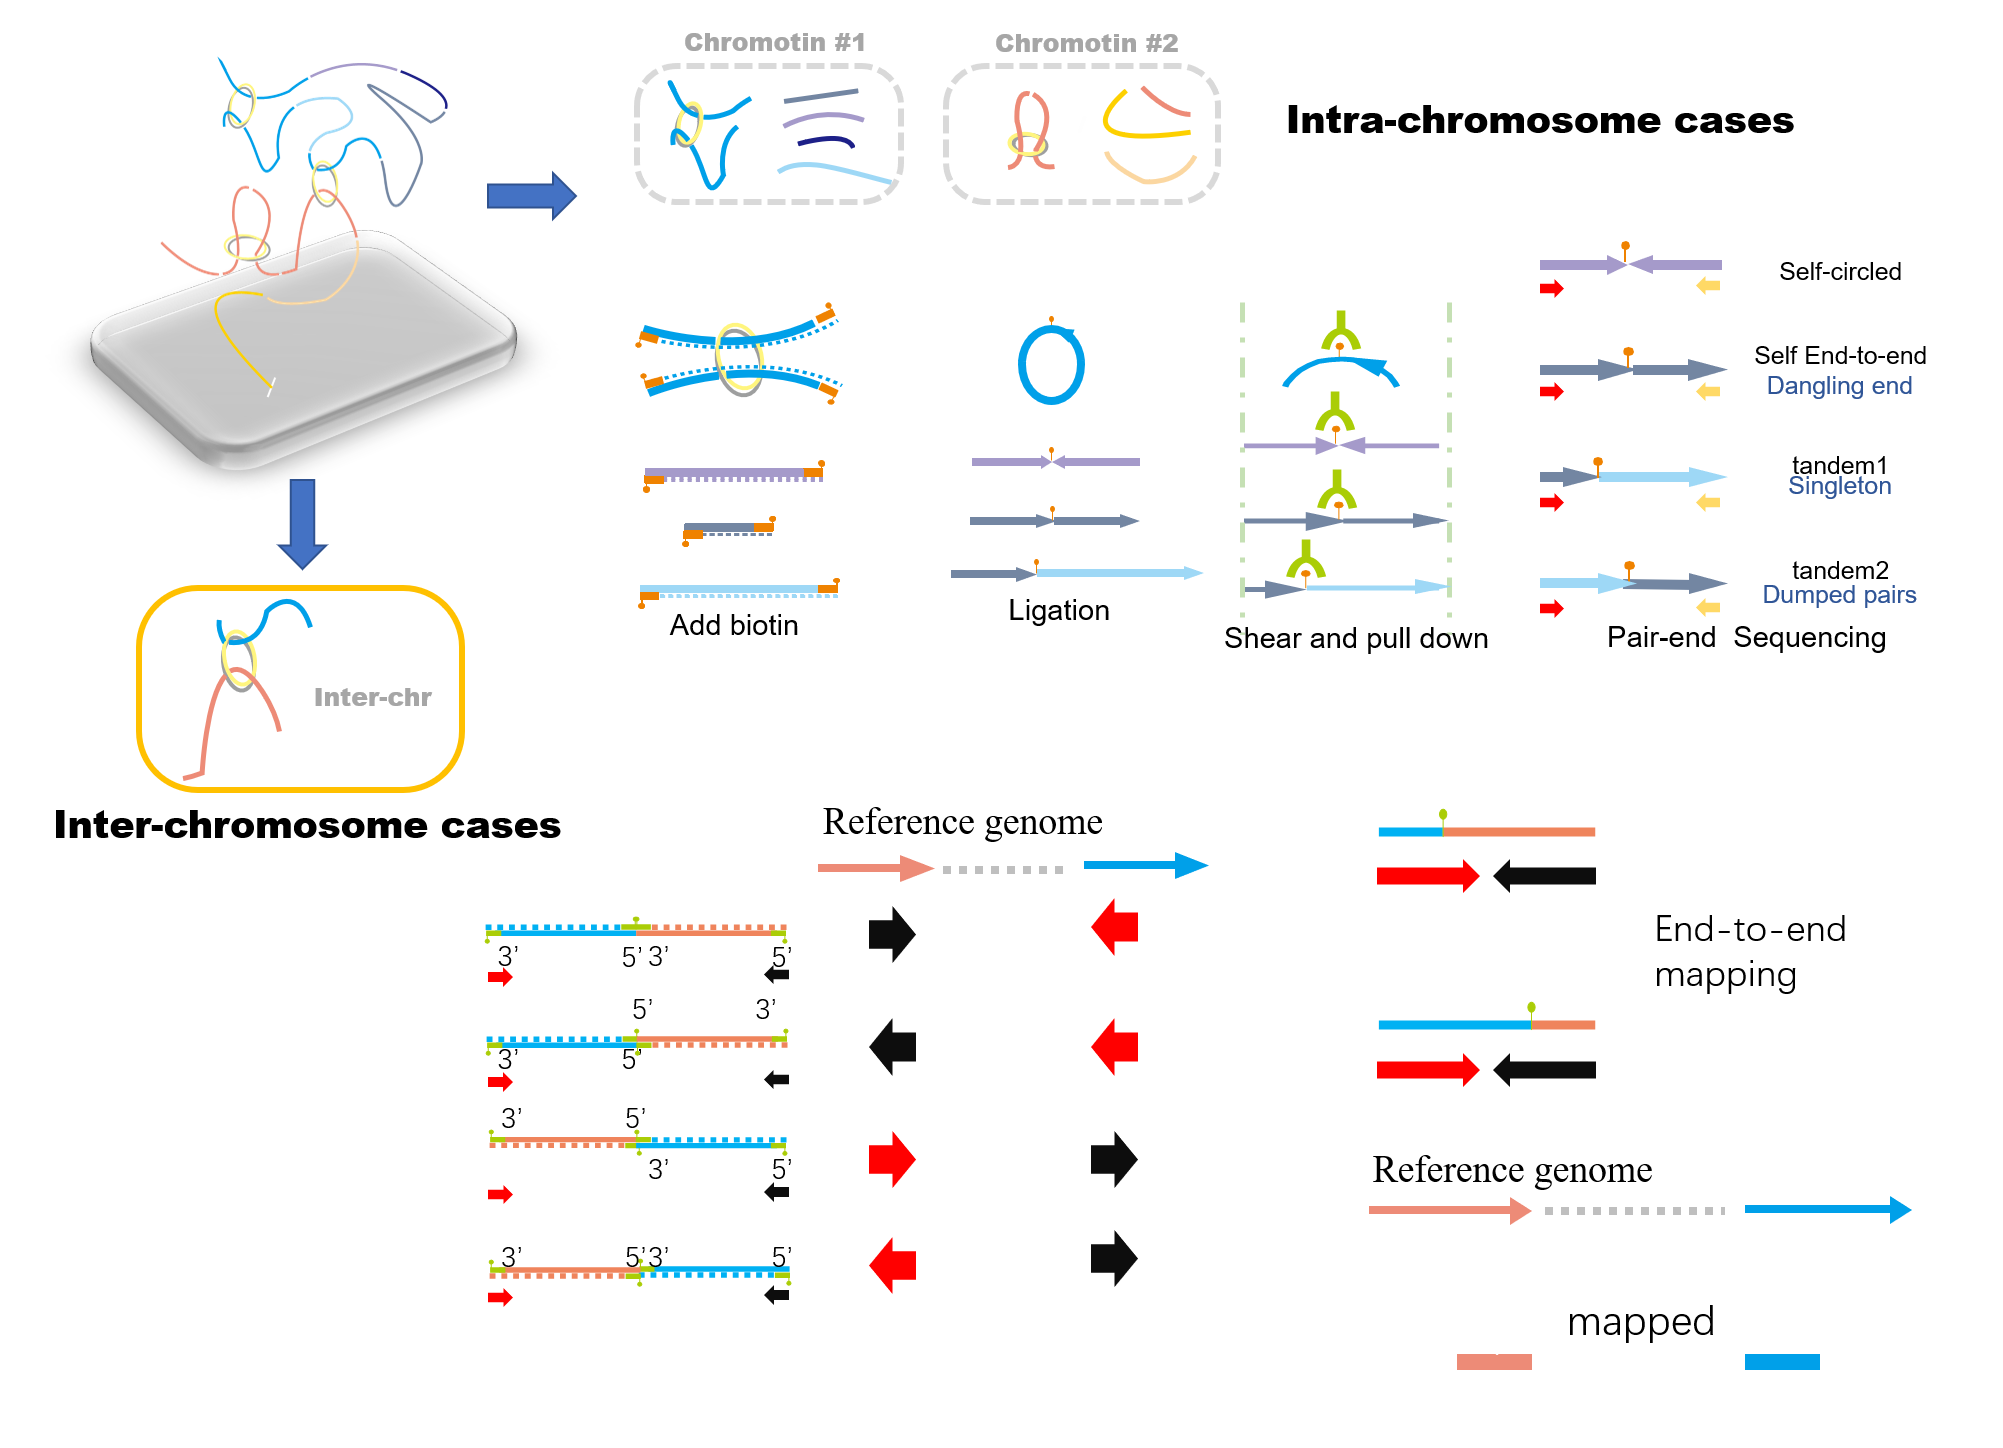 Chromotin #1
Chromotin #2
Intra-chromosome cases
Self-circled
Self End-to-end
Dangling end
tandem1
Singleton
tandem2
Dumped pairs
Add biotin
Ligation
Shear and pull down
Pair-end Sequencing
Inter-chr
Inter-chromosome cases
Reference genome
3’ 5’ 3’ 5’
5’ 3’
3’ 5’
3’ 5’
3’ 5’
3’ 5’ 3’ 5’
End-to-end
mapping
Reference genome
mapped